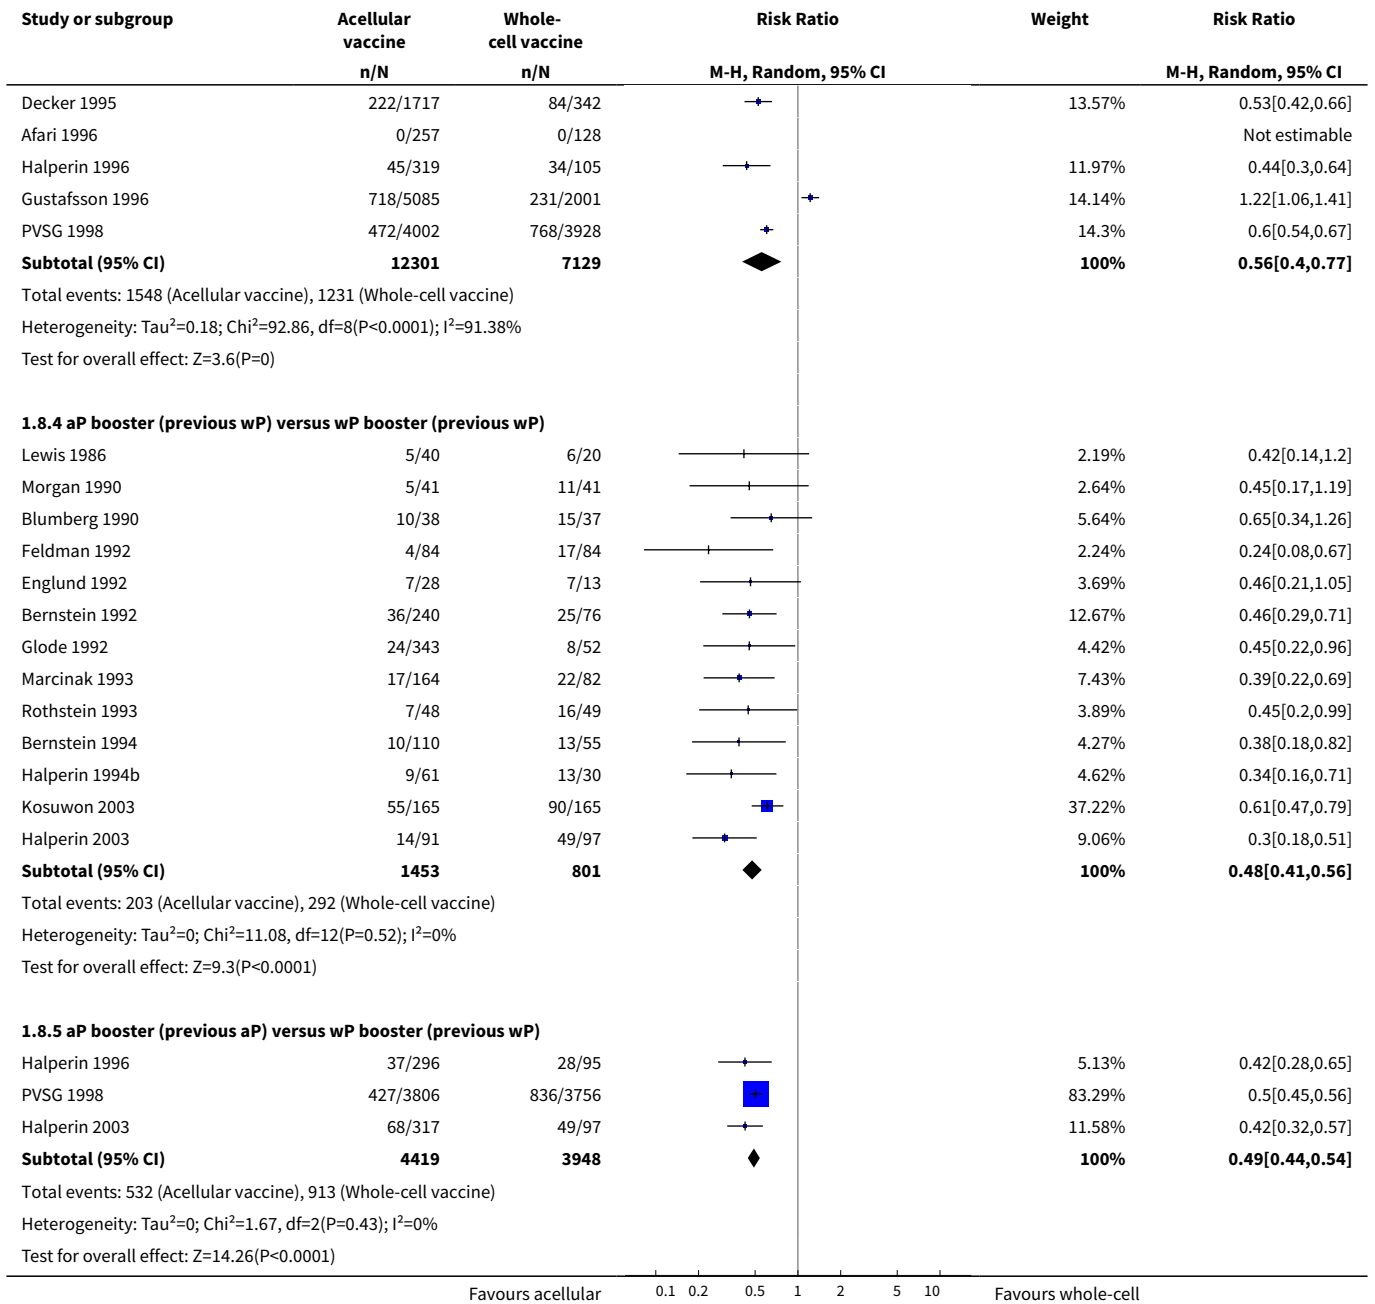 Study or subgroup Acellular vaccine Whole-cell vaccine Risk Ratio Weight Risk Ratio
n/N n/N M-H, Random, 95% CI M-H, Random, 95% CI
Decker 1995 222/1717 84/342 13.57% 0.53[0.42,0.66]
Afari 1996 0/257 0/128 Not estimable
Halperin 1996 45/319 34/105 11.97% 0.44[0.3,0.64]
Gustafsson 1996 718/5085 231/2001 14.14% 1.22[1.06,1.41]
PVSG 1998 472/4002 768/3928 14.3% 0.6[0.54,0.67]
Subtotal (95% CI) 12301 7129 100% 0.56[0.4,0.77]
Total events: 1548 (Acellular vaccine), 1231 (Whole-cell vaccine)
Heterogeneity: Tau²=0.18; Chi²=92.86, df=8(P<0.0001); I²=91.38%
Test for overall effect: Z=3.6(P=0)
1.8.4 aP booster (previous wP) versus wP booster (previous wP)
Lewis 1986 5/40 6/20 2.19% 0.42[0.14,1.2]
Morgan 1990 5/41 11/41 2.64% 0.45[0.17,1.19]
Blumberg 1990 10/38 15/37 5.64% 0.65[0.34,1.26]
Feldman 1992 4/84 17/84 2.24% 0.24[0.08,0.67]
Englund 1992 7/28 7/13 3.69% 0.46[0.21,1.05]
Bernstein 1992 36/240 25/76 12.67% 0.46[0.29,0.71]
Glode 1992 24/343 8/52 4.42% 0.45[0.22,0.96]
Marcinak 1993 17/164 22/82 7.43% 0.39[0.22,0.69]
Rothstein 1993 7/48 16/49 3.89% 0.45[0.2,0.99]
Bernstein 1994 10/110 13/55 4.27% 0.38[0.18,0.82]
Halperin 1994b 9/61 13/30 4.62% 0.34[0.16,0.71]
Kosuwon 2003 55/165 90/165 37.22% 0.61[0.47,0.79]
Halperin 2003 14/91 49/97 9.06% 0.3[0.18,0.51]
Subtotal (95% CI) 1453 801 100% 0.48[0.41,0.56]
Total events: 203 (Acellular vaccine), 292 (Whole-cell vaccine)
Heterogeneity: Tau²=0; Chi²=11.08, df=12(P=0.52); I²=0%
Test for overall effect: Z=9.3(P<0.0001)
1.8.5 aP booster (previous aP) versus wP booster (previous wP)
Halperin 1996 37/296 28/95 5.13% 0.42[0.28,0.65]
PVSG 1998 427/3806 836/3756 83.29% 0.5[0.45,0.56]
Halperin 2003 68/317 49/97 11.58% 0.42[0.32,0.57]
Subtotal (95% CI) 4419 3948 100% 0.49[0.44,0.54]
Total events: 532 (Acellular vaccine), 913 (Whole-cell vaccine)
Heterogeneity: Tau²=0; Chi²=1.67, df=2(P=0.43); I²=0%
Test for overall effect: Z=14.26(P<0.0001)
Favours acellular 0.1 0.2 0.5 1 2 5 10 Favours whole-cell